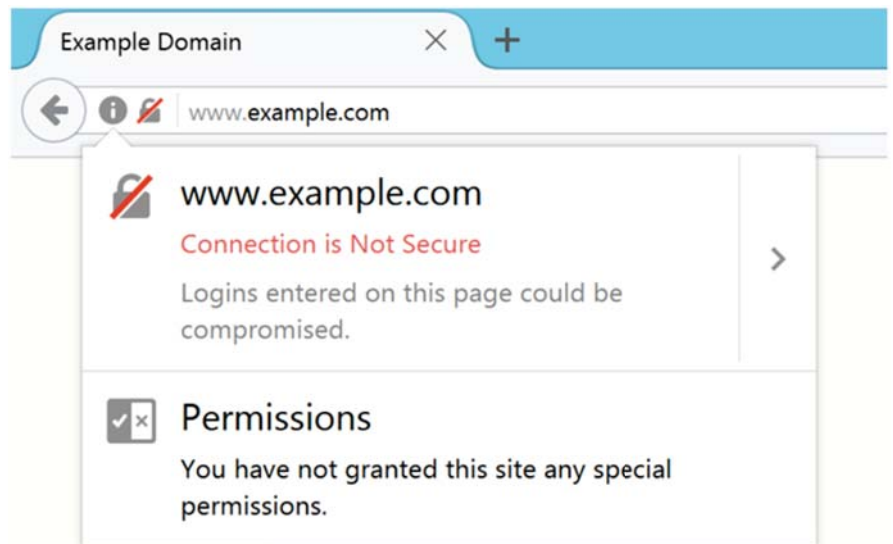 Example Domain
www.example.com
www.example.com
Connection is Not Secure
Logins entered on this page could be
compromised.
Permissions
You have not granted this site any special
permissions.